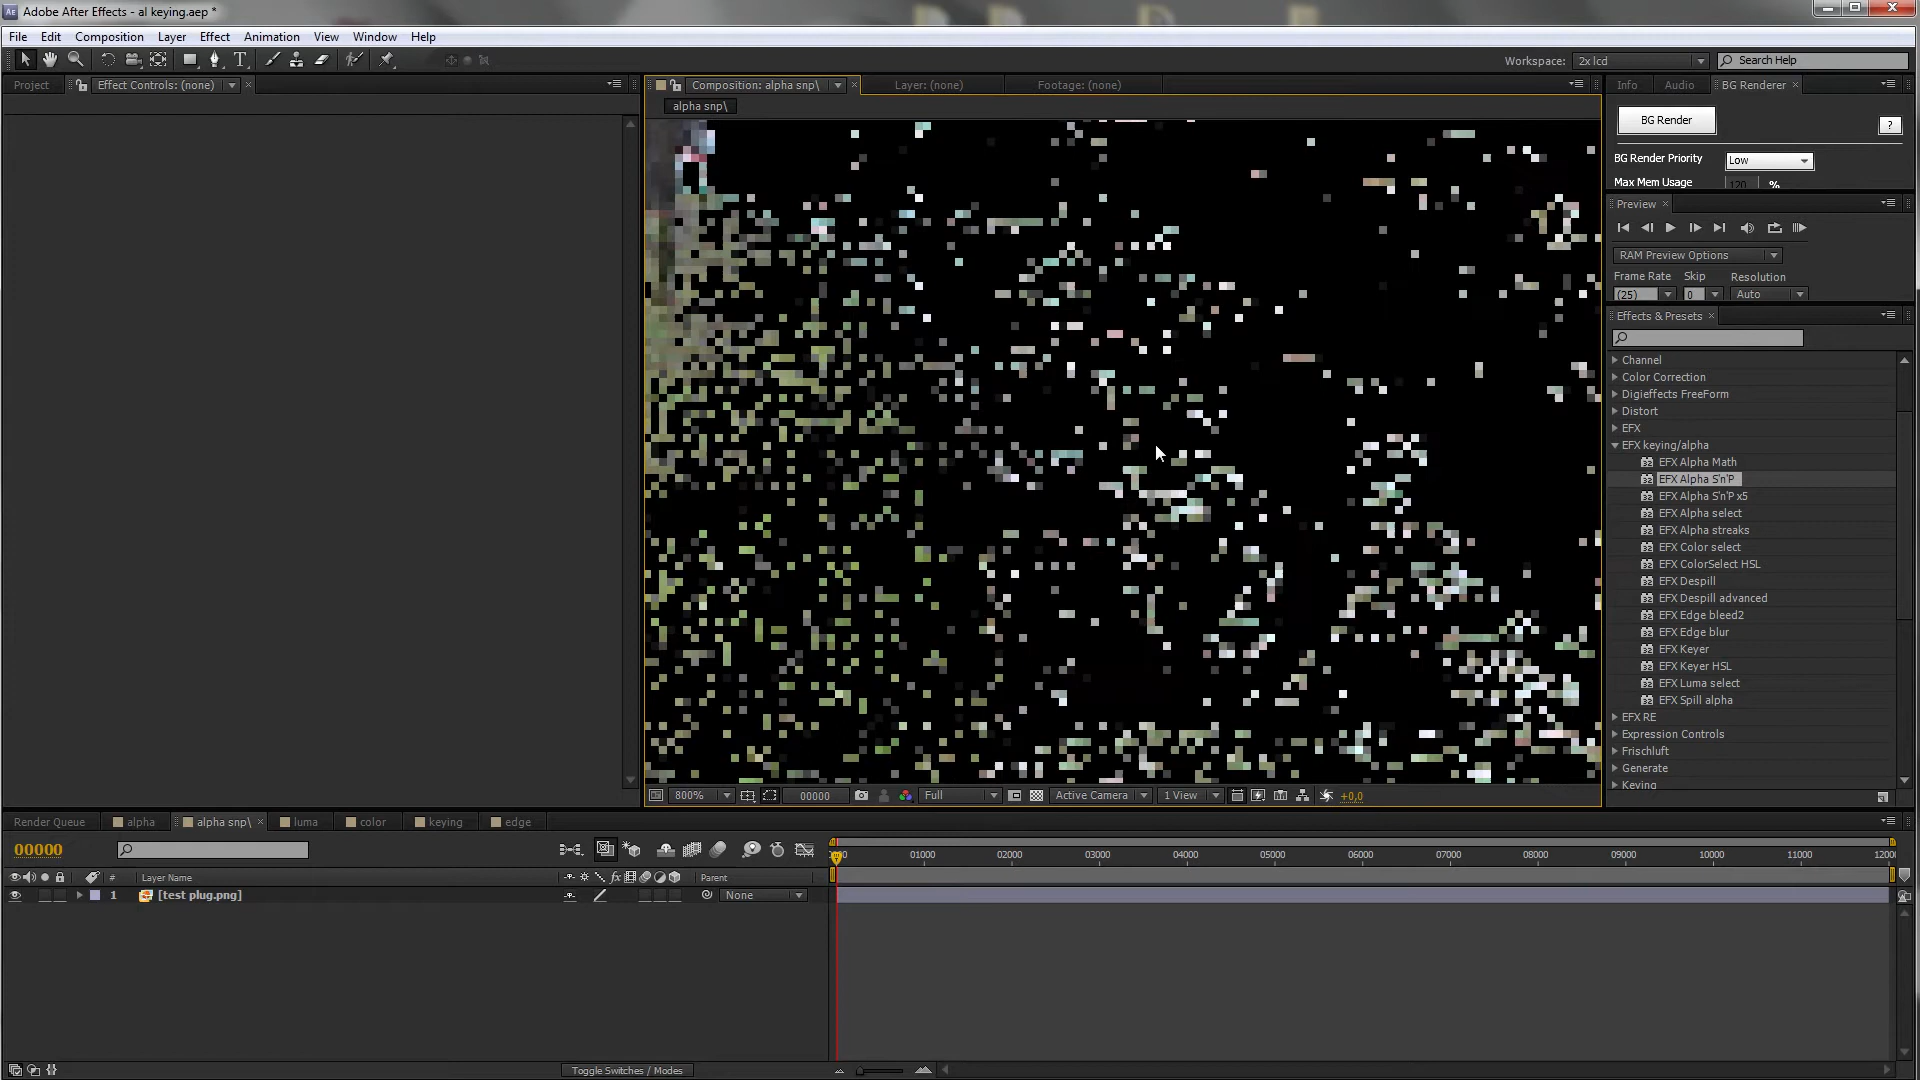 Ae Adobe After Effects - al keying.aep *
File Edit Composition Layer Effect Animation View Window Help
Workspace: 2x lcd Search Help
Project Effect Controls: (none) Composition: alpha snp\ Layer: (none) Footage: (none) Info Audio BG Renderer
alpha snp\
BG Render ?
BG Render Priority Low
Max Mem Usage 120 %
Preview
RAM Preview Options
Frame Rate Skip Resolution
(25) 0 Auto
Effects & Presets
Channel
Color Correction
Digieffects FreeForm
Distort
EFX
EFX keying/alpha
EFX Alpha Math
EFX Alpha S'n'P
EFX Alpha S'n'P x5
EFX Alpha select
EFX Alpha streaks
EFX Color select
EFX ColorSelect HSL
EFX Despill
EFX Despill advanced
EFX Edge bleed2
EFX Edge blur
EFX Keyer
EFX Keyer HSL
EFX Luma select
EFX Spill alpha
EFX RE
Expression Controls
Frischluft
Generate
Keying
800% 00000 Full Active Camera 1 View +0,0
Render Queue alpha alpha snp\ luma color keying edge
00000
01000 02000 03000 04000 05000 06000 07000 08000 09000 10000 11000 1200
# Layer Name Parent
1 [test plug.png] None
Toggle Switches / Modes